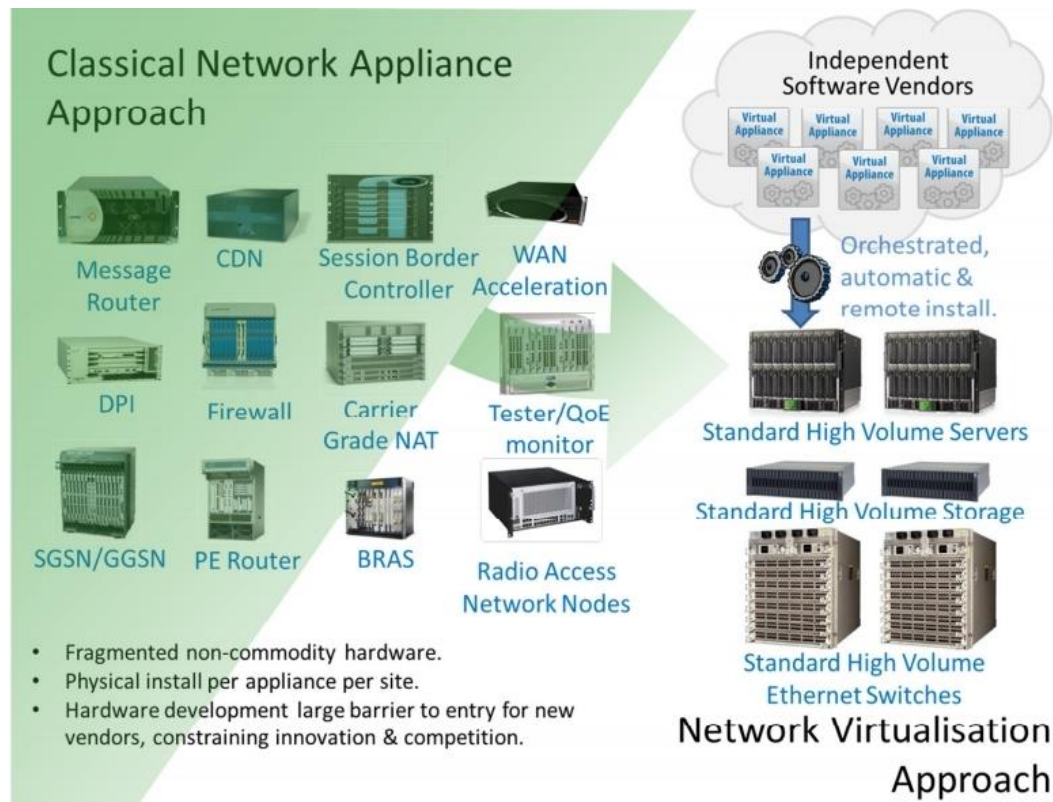 Classical Network Appliance
Approach
Message
Router
CDN
Session Border
Controller
WAN
Acceleration
DPI
Firewall
Carrier
Grade NAT
Tester/QoE
monitor
SGSN/GGSN
PE Router
BRAS
Radio Access
Network Nodes
• Fragmented non-commodity hardware.
• Physical install per appliance per site.
• Hardware development large barrier to entry for new
vendors, constraining innovation & competition.
Independent
Software Vendors
Virtual
Appliance
Virtual
Appliance
Virtual
Appliance
Virtual
Appliance
Virtual
Appliance
Virtual
Appliance
Virtual
Appliance
Orchestrated,
automatic &
remote install.
Standard High Volume Servers
Standard High Volume Storage
Standard High Volume
Ethernet Switches
Network Virtualisation
Approach